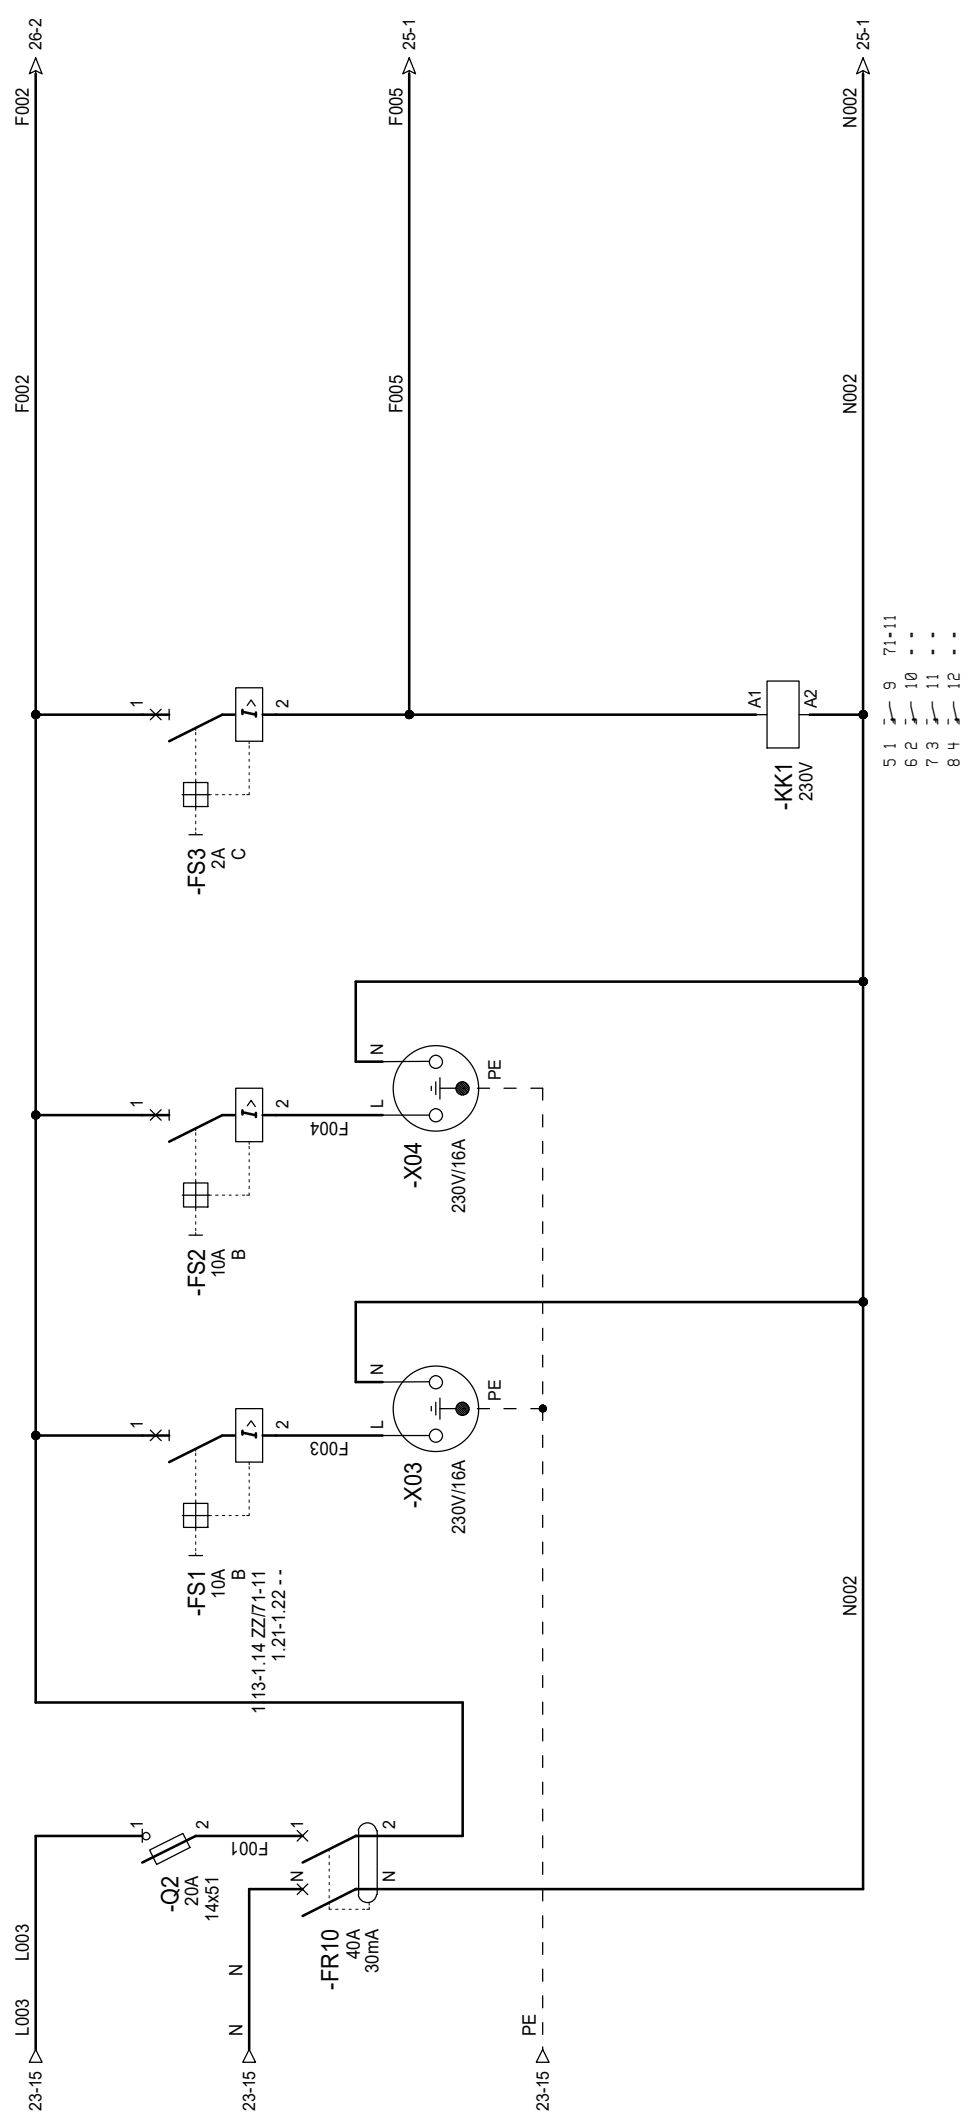 23-15 L003 L003 F002 F002 26-2
-Q2
20A
14x51
1
2
F001
23-15 N N
-FR10
40A
30mA
N
1
N
2
23-15 PE
-FS1
10A
B
1.13-1.14 ZZ/71-11
1.21-1.22 - -
1
2
F003
-X03
230V/16A
L
N
PE
-FS2
10A
B
1
2
F004
-X04
230V/16A
L
N
PE
-FS3
2A
C
1
2
F005 F005 25-1
-KK1
230V
A1
A2
N002 N002 N002 25-1
5 1 9 71-11
6 2 10 - -
7 3 11 - -
8 4 12 - -
I>
I>
I>